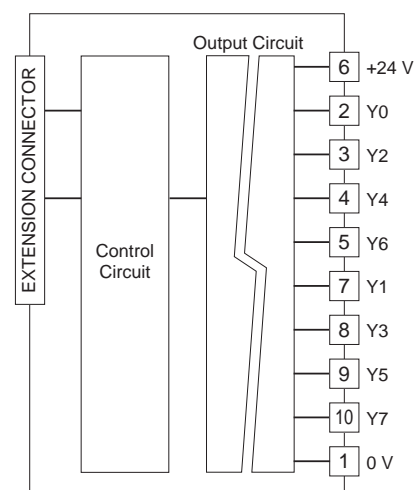 Output Circuit
EXTENSION CONNECTOR
Control
Circuit
6 +24 V
2 Y0
3 Y2
4 Y4
5 Y6
7 Y1
8 Y3
9 Y5
10 Y7
1 0 V